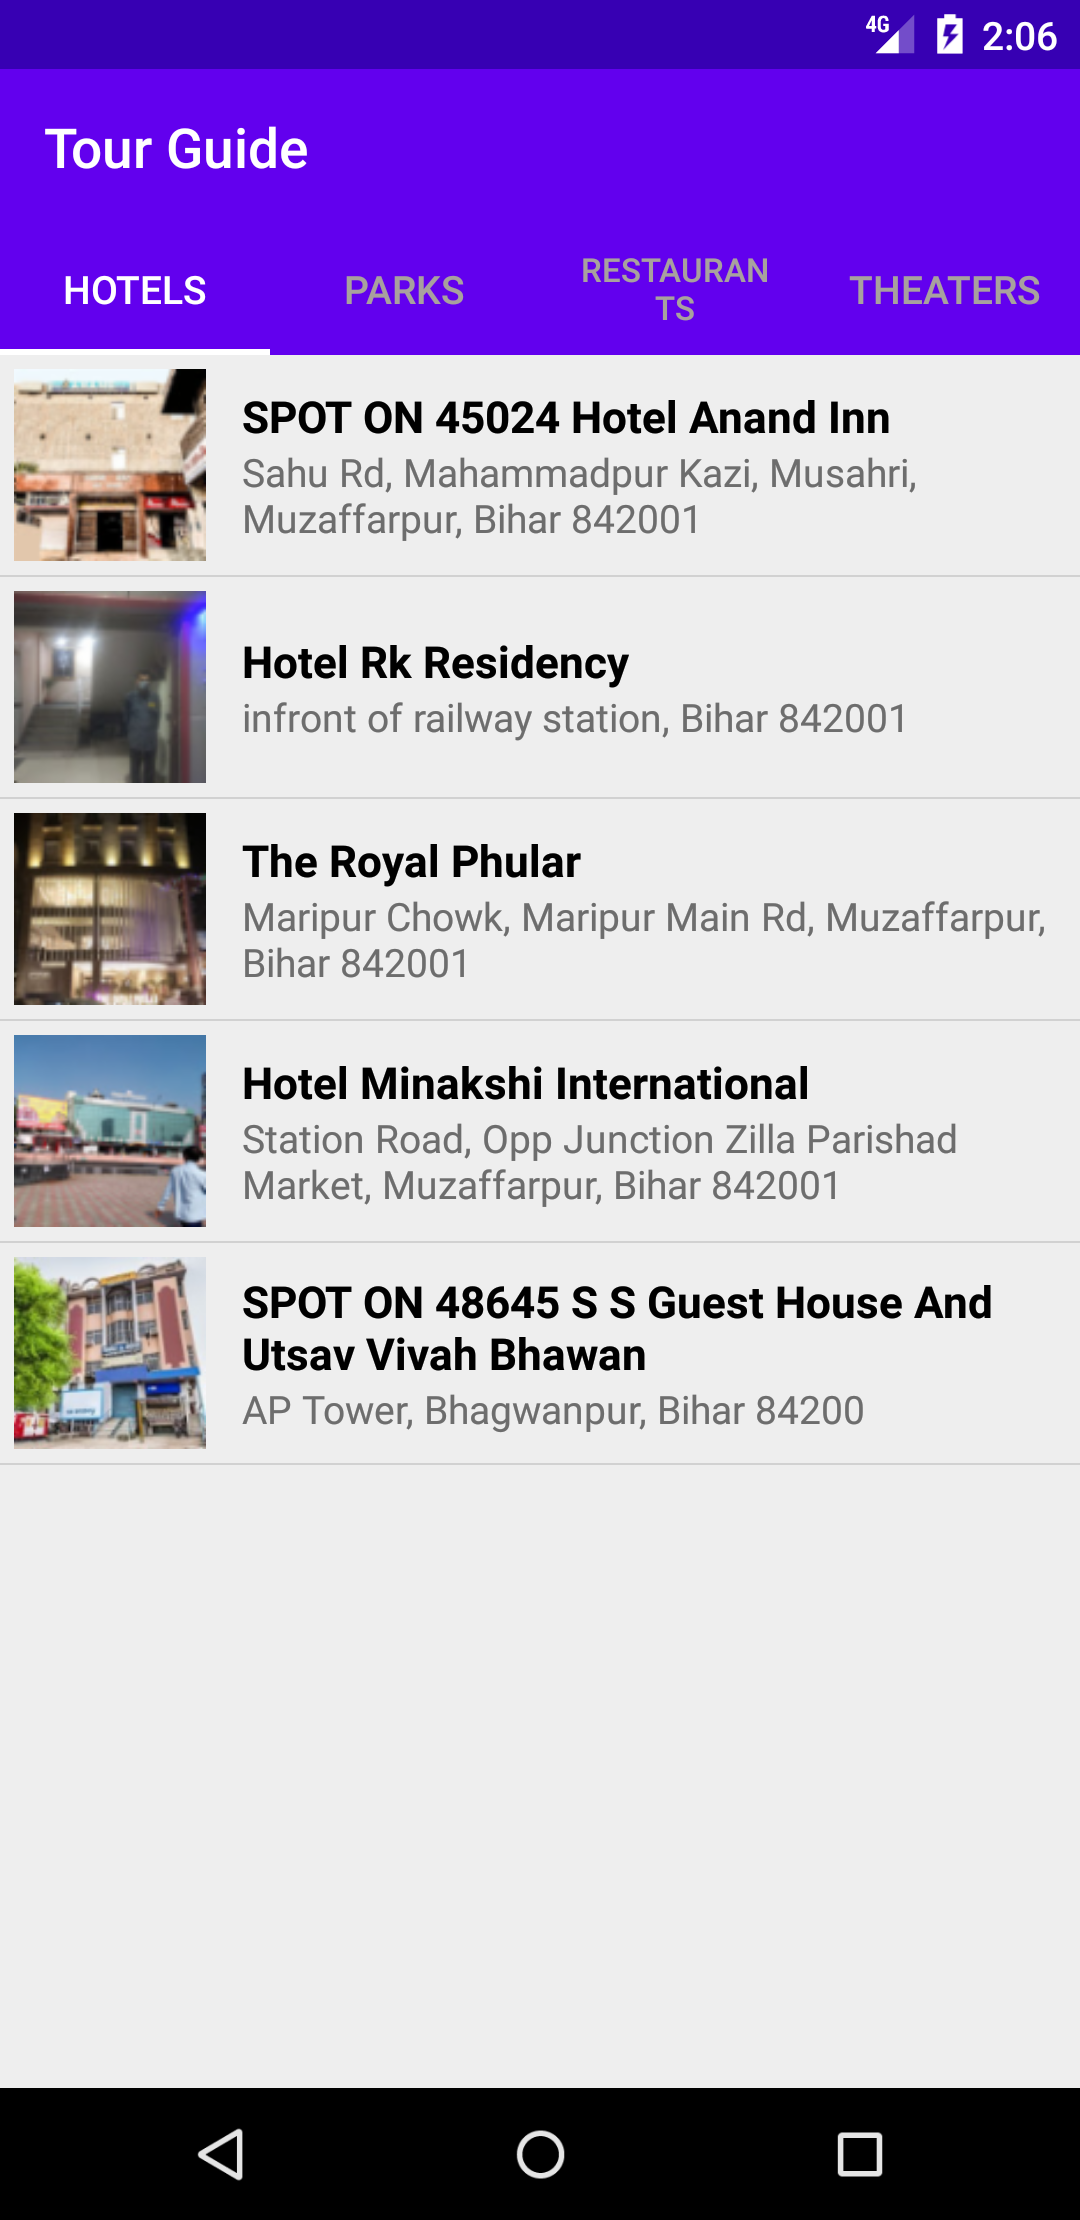 4G 2:06
Tour Guide
HOTELS PARKS RESTAURAN
TS THEATERS
SPOT ON 45024 Hotel Anand Inn
Sahu Rd, Mahammadpur Kazi, Musahri,
Muzaffarpur, Bihar 842001
Hotel Rk Residency
infront of railway station, Bihar 842001
The Royal Phular
Maripur Chowk, Maripur Main Rd, Muzaffarpur,
Bihar 842001
Hotel Minakshi International
Station Road, Opp Junction Zilla Parishad
Market, Muzaffarpur, Bihar 842001
SPOT ON 48645 S S Guest House And
Utsav Vivah Bhawan
AP Tower, Bhagwanpur, Bihar 84200